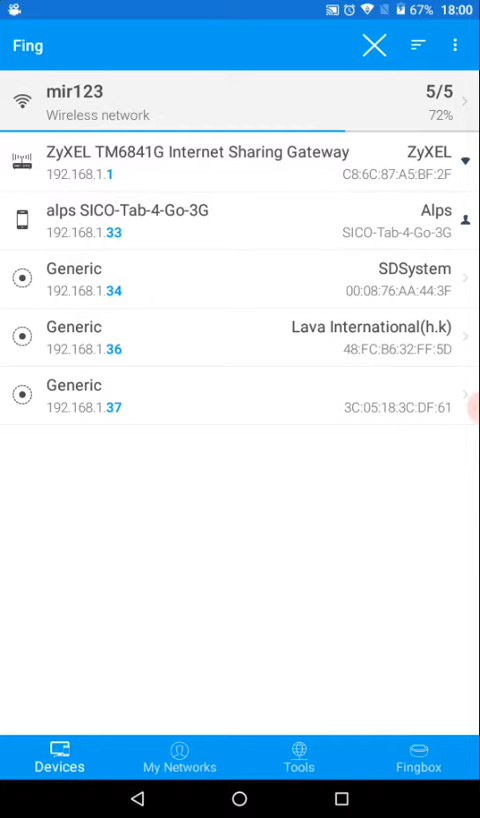 67% 18:00
Fing
mir123 5/5
Wireless network 72%
ZyXEL TM6841G Internet Sharing Gateway ZyXEL
192.168.1.1 C8:6C:87:A5:BF:2F
alps SICO-Tab-4-Go-3G Alps
192.168.1.33 SICO-Tab-4-Go-3G
Generic SDSystem
192.168.1.34 00:08:76:AA:44:3F
Generic Lava International(h.k)
192.168.1.36 48:FC:B6:32:FF:5D
Generic
192.168.1.37 3C:05:18:3C:DF:61
Devices My Networks Tools Fingbox